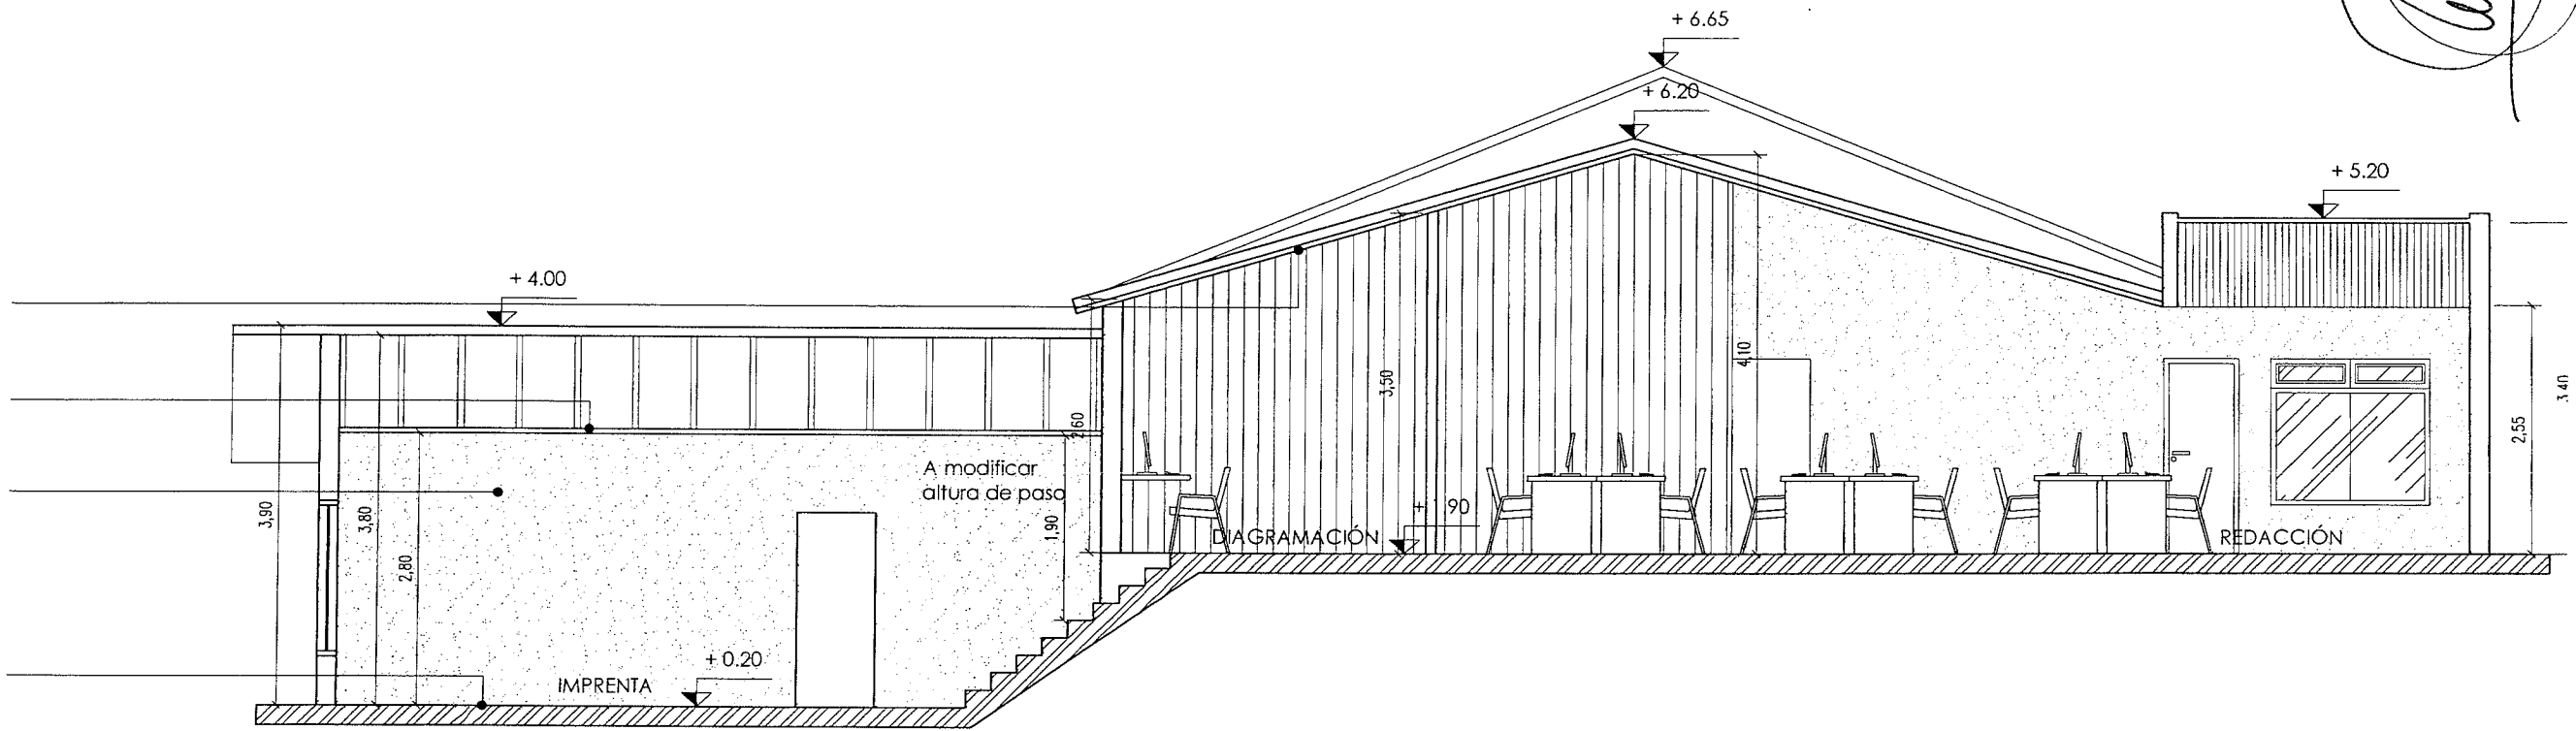 + 6.65
+ 6.20
+ 5.20
+ 4.00
2,60
3,50
4,10
3,40
2,55
A modificar
altura de paso
3,90
3,80
2,80
1,90
DIAGRAMACIÓN
REDACCIÓN
IMPRENTA
+ 0.20